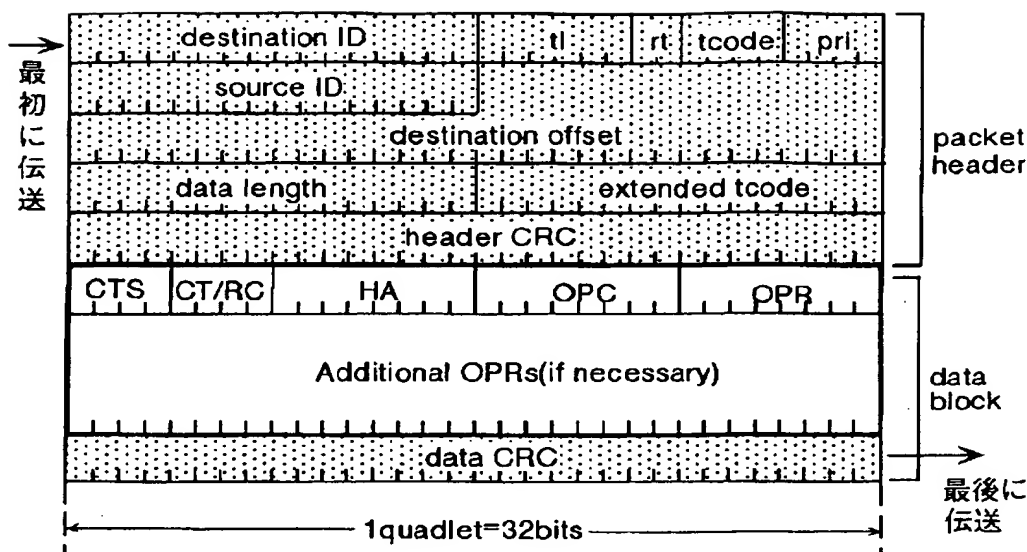 destination ID
tl
rt
tcode
pri
source ID
destination offset
data length
extended tcode
header CRC
packet
header
最初に伝送
CTS
CT/RC
HA
OPC
OPR
Additional OPRs(if necessary)
data
block
data CRC
最後に
伝送
1quadlet=32bits